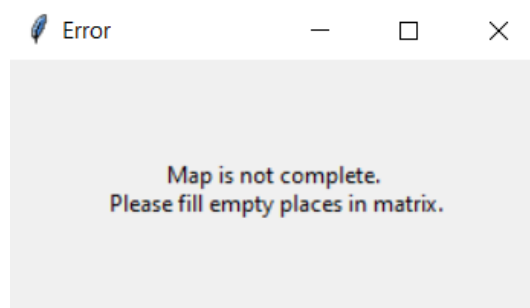 Error
Map is not complete.
Please fill empty places in matrix.